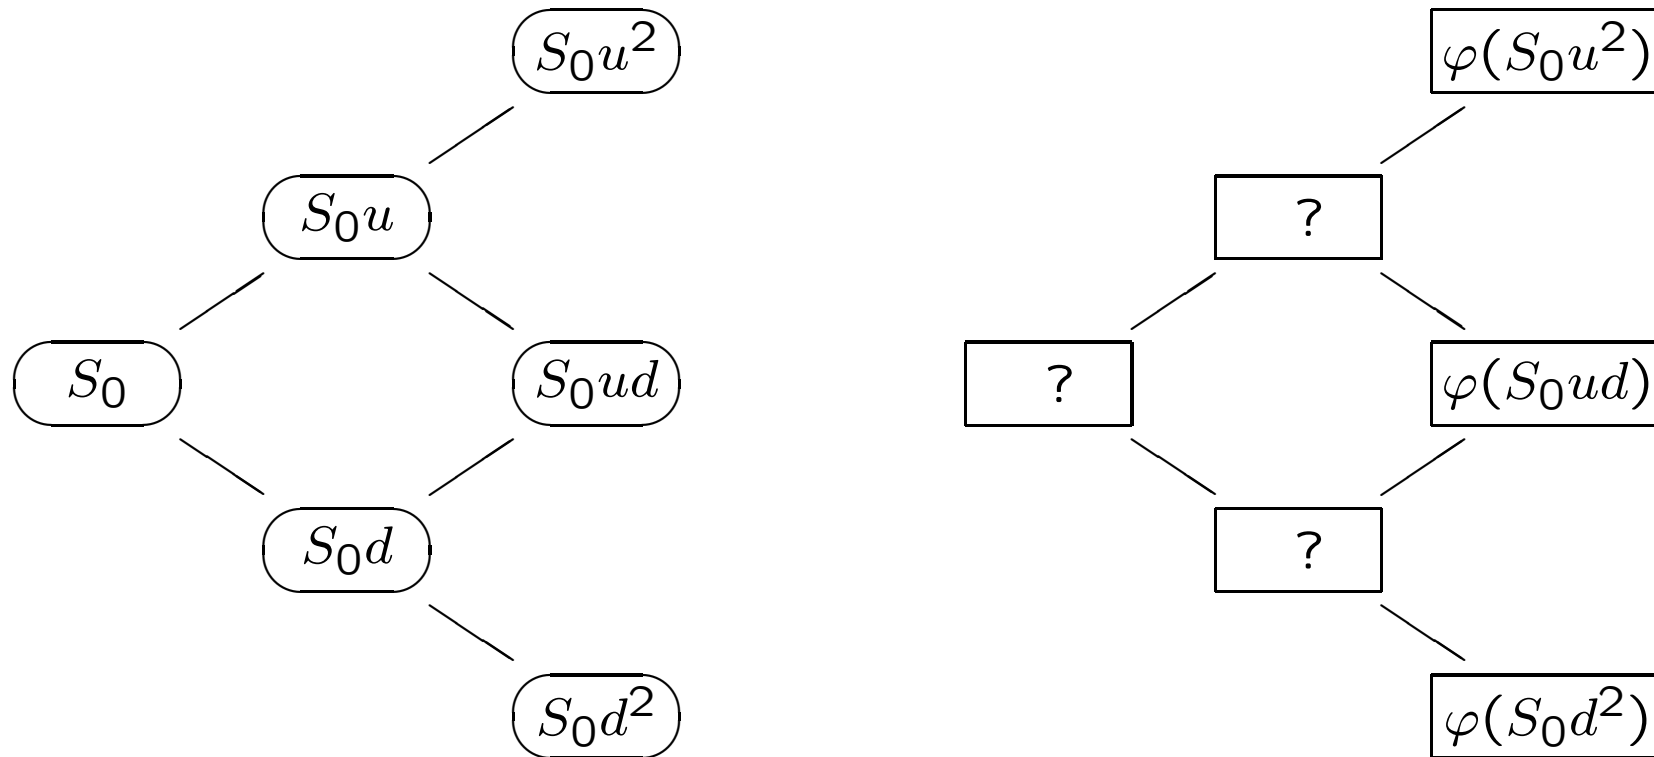 S₀u² φ(S₀u²)
S₀u ?
S₀ S₀ud ? φ(S₀ud)
S₀d ?
S₀d² φ(S₀d²)